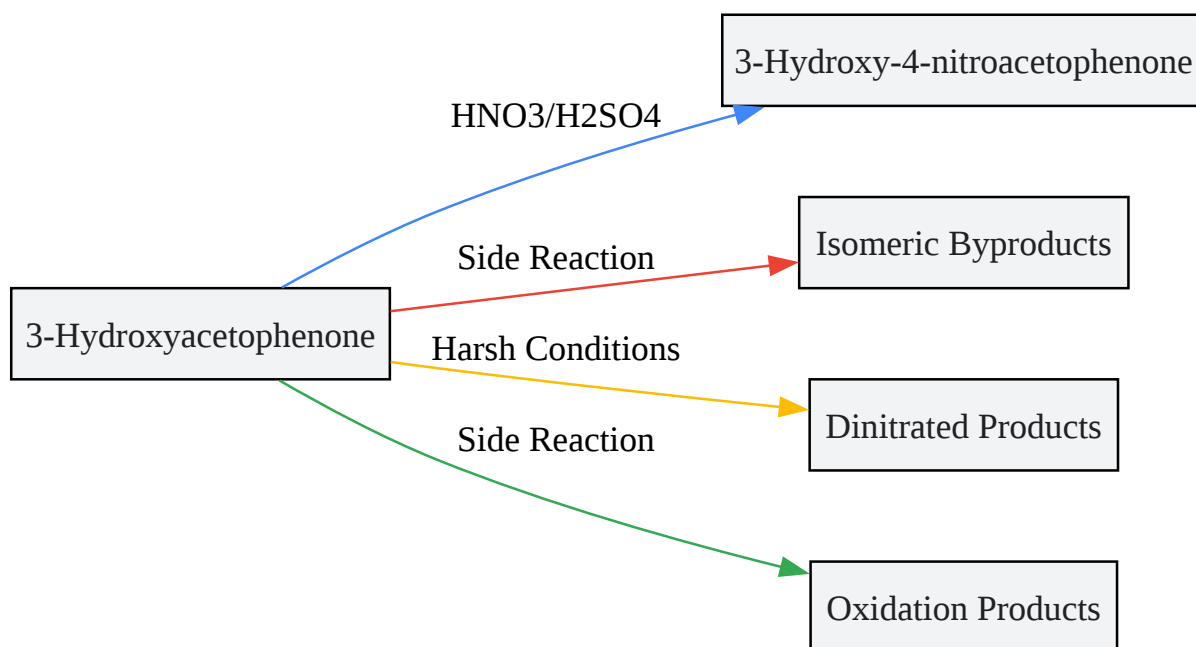 3-Hydroxy-4-nitroacetophenone
HNO3/H2SO4
Isomeric Byproducts
Side Reaction
3-Hydroxyacetophenone
Harsh Conditions
Dinitrated Products
Side Reaction
Oxidation Products